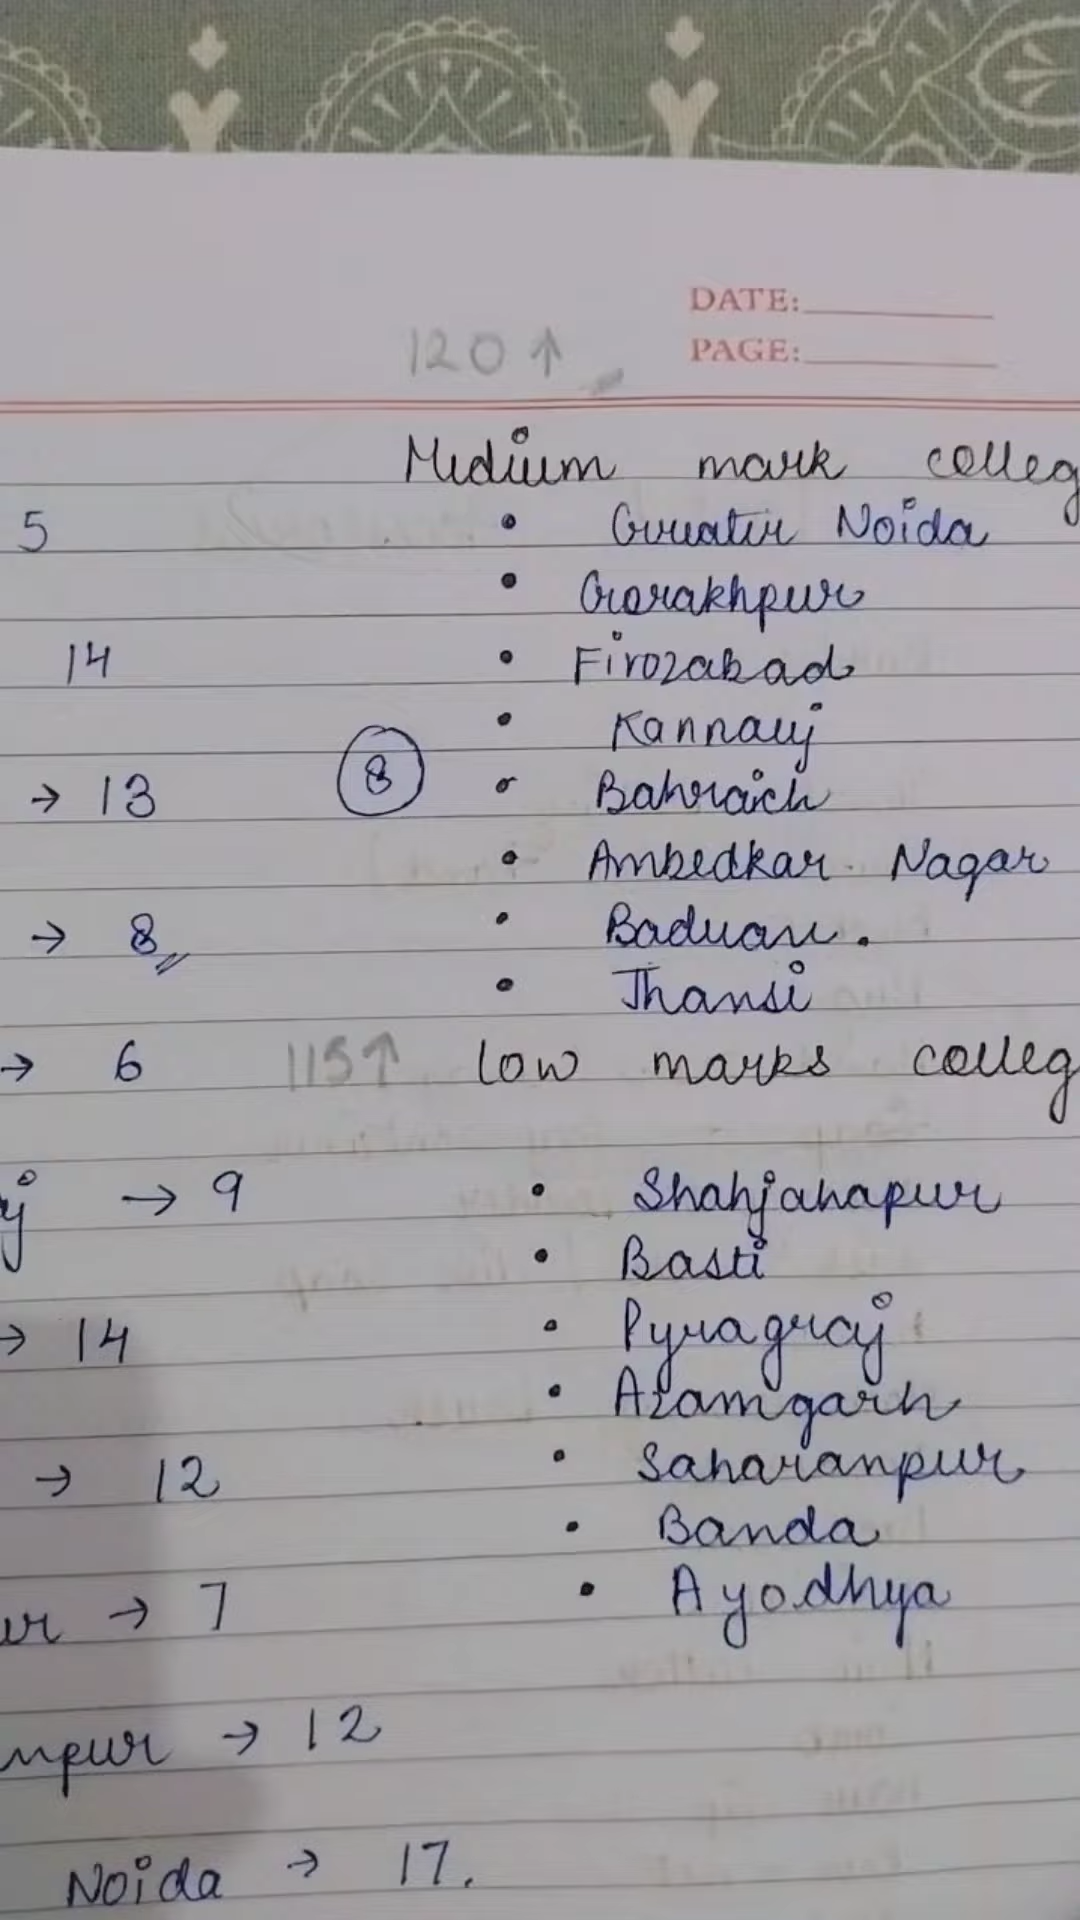 DATE:
120↑ PAGE:
Medium mark colleg
5 • Greater Noida
• Gorakhpur
14 • Firozabad
• Kannauj
→ 13 8 • Bahraich
• Ambedkar Nagar
→ 8 • Baduan.
• Jhansi
→ 6 115↑ low marks colleg
j → 9 • Shahjahapur
• Basti
→ 14 • Pyragraj
• Azamgarh
→ 12 • Saharanpur
• Banda
ur → 7 • Ayodhya
npur → 12
Noida → 17.